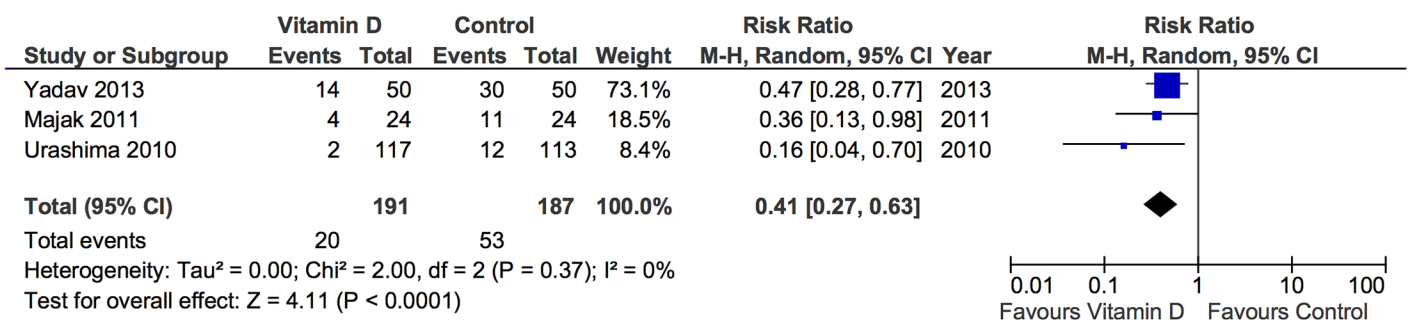 Vitamin D Control Risk Ratio Risk Ratio
Study or Subgroup Events Total Events Total Weight M-H, Random, 95% CI Year M-H, Random, 95% CI
Yadav 2013 14 50 30 50 73.1% 0.47 [0.28, 0.77] 2013
Majak 2011 4 24 11 24 18.5% 0.36 [0.13, 0.98] 2011
Urashima 2010 2 117 12 113 8.4% 0.16 [0.04, 0.70] 2010
Total (95% CI) 191 187 100.0% 0.41 [0.27, 0.63]
Total events 20 53
Heterogeneity: Tau² = 0.00; Chi² = 2.00, df = 2 (P = 0.37); I² = 0%
Test for overall effect: Z = 4.11 (P < 0.0001)
0.01 0.1 1 10 100
Favours Vitamin D Favours Control